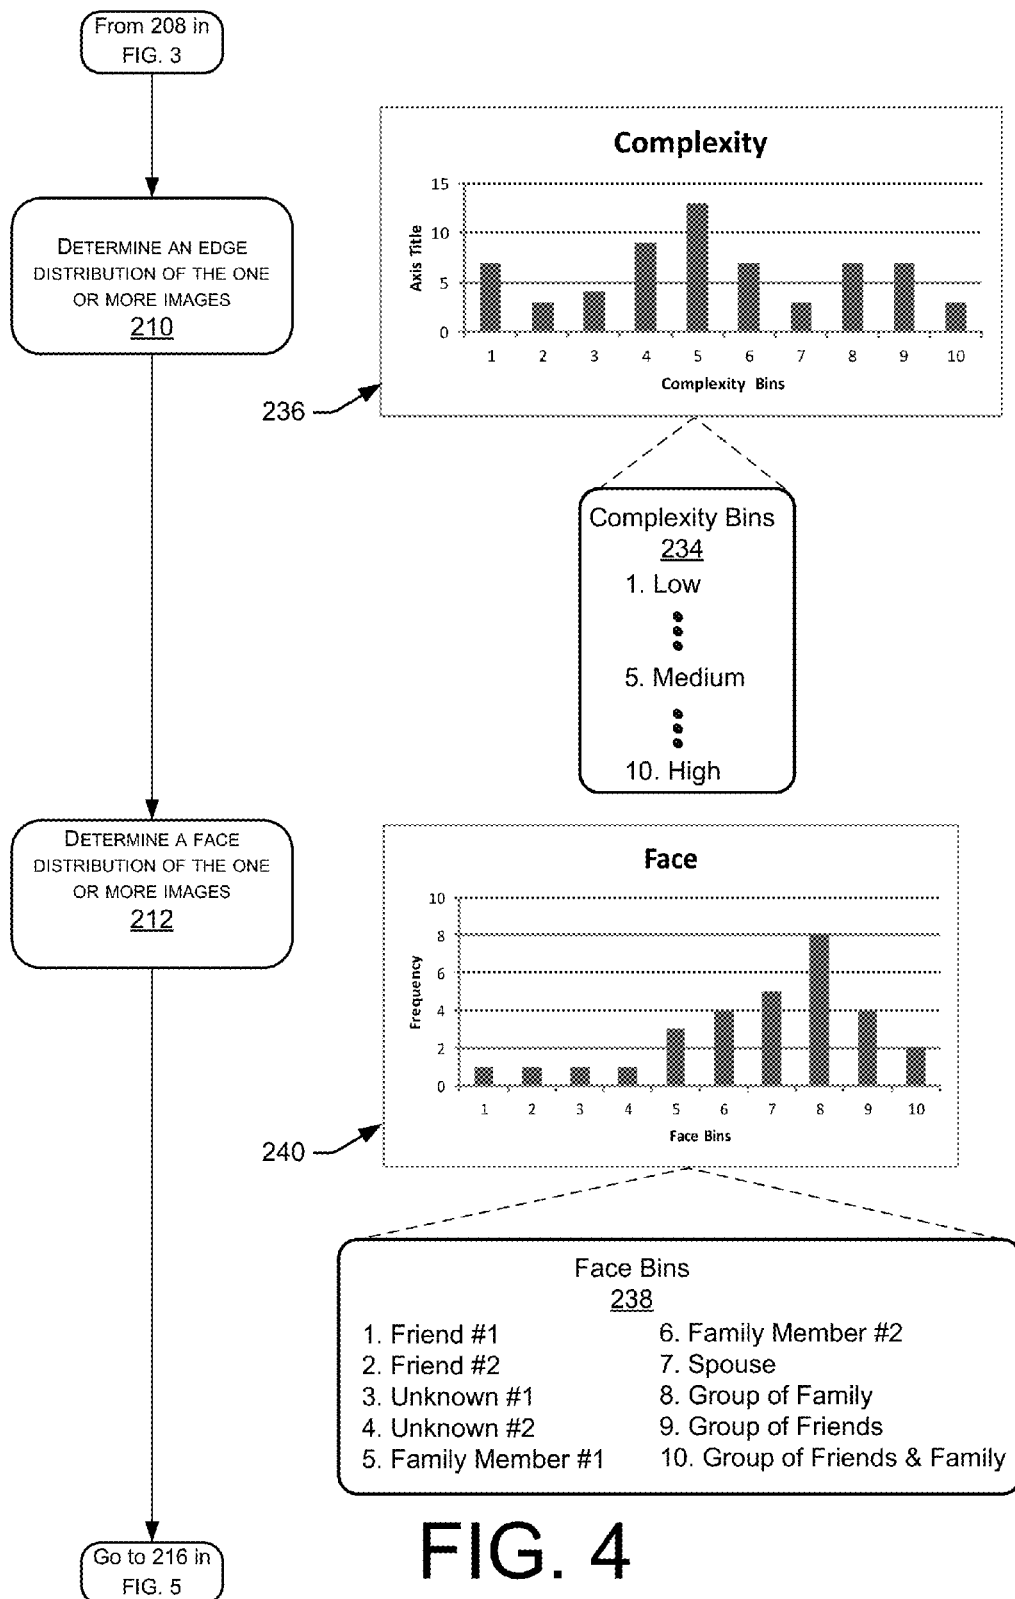 From 208 in
FIG. 3
DETERMINE AN EDGE
DISTRIBUTION OF THE ONE
OR MORE IMAGES
210
Complexity
Axis Title
15
10
5
0
1 2 3 4 5 6 7 8 9 10
Complexity Bins
236
Complexity Bins
234
1. Low
5. Medium
10. High
DETERMINE A FACE
DISTRIBUTION OF THE ONE
OR MORE IMAGES
212
Face
Frequency
10
8
6
4
2
0
1 2 3 4 5 6 7 8 9 10
Face Bins
240
Face Bins
238
1. Friend #1
2. Friend #2
3. Unknown #1
4. Unknown #2
5. Family Member #1
6. Family Member #2
7. Spouse
8. Group of Family
9. Group of Friends
10. Group of Friends & Family
Go to 216 in
FIG. 5
FIG. 4